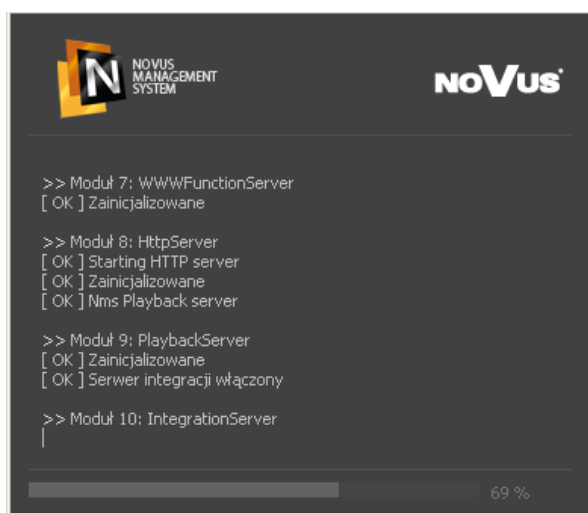 NOVUS
MANAGEMENT
SYSTEM
N
NOVUS
>> Moduł 7: WWWFunctionServer
[ OK ] Zainicjalizowane
>> Moduł 8: HttpServer
[ OK ] Starting HTTP server
[ OK ] Zainicjalizowane
[ OK ] Nms Playback server
>> Moduł 9: PlaybackServer
[ OK ] Zainicjalizowane
[ OK ] Serwer integracji włączony
>> Moduł 10: IntegrationServer
69 %